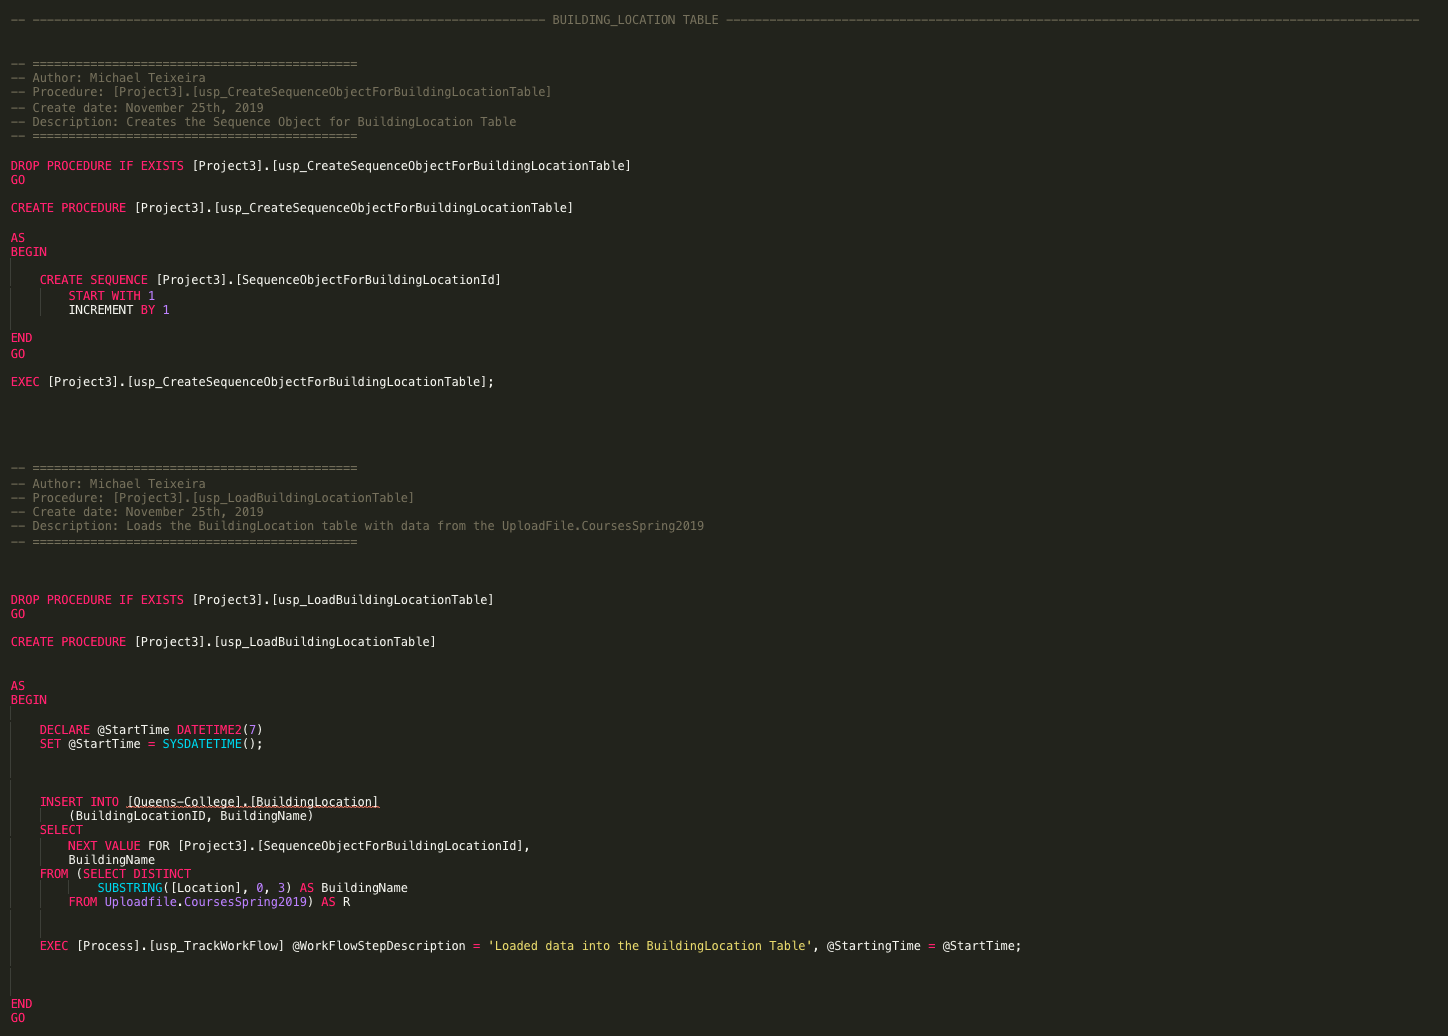 -- ----------------------------------------------------------------------- BUILDING_LOCATION TABLE ------------------------------------------------------------------------------------------------
-- =============================================
-- Author: Michael Teixeira
-- Procedure: [Project3].[usp_CreateSequenceObjectForBuildingLocationTable]
-- Create date: November 25th, 2019
-- Description: Creates the Sequence Object for BuildingLocation Table
-- =============================================
DROP PROCEDURE IF EXISTS [Project3].[usp_CreateSequenceObjectForBuildingLocationTable]
GO
CREATE PROCEDURE [Project3].[usp_CreateSequenceObjectForBuildingLocationTable]
AS
BEGIN
CREATE SEQUENCE [Project3].[SequenceObjectForBuildingLocationId]
START WITH 1
INCREMENT BY 1
END
GO
EXEC [Project3].[usp_CreateSequenceObjectForBuildingLocationTable];
-- =============================================
-- Author: Michael Teixeira
-- Procedure: [Project3].[usp_LoadBuildingLocationTable]
-- Create date: November 25th, 2019
-- Description: Loads the BuildingLocation table with data from the UploadFile.CoursesSpring2019
-- =============================================
DROP PROCEDURE IF EXISTS [Project3].[usp_LoadBuildingLocationTable]
GO
CREATE PROCEDURE [Project3].[usp_LoadBuildingLocationTable]
AS
BEGIN
DECLARE @StartTime DATETIME2(7)
SET @StartTime = SYSDATETIME();
INSERT INTO [Queens-College].[BuildingLocation]
(BuildingLocationID, BuildingName)
SELECT
NEXT VALUE FOR [Project3].[SequenceObjectForBuildingLocationId],
BuildingName
FROM (SELECT DISTINCT
SUBSTRING([Location], 0, 3) AS BuildingName
FROM Uploadfile.CoursesSpring2019) AS R
EXEC [Process].[usp_TrackWorkFlow] @WorkFlowStepDescription = 'Loaded data into the BuildingLocation Table', @StartingTime = @StartTime;
END
GO